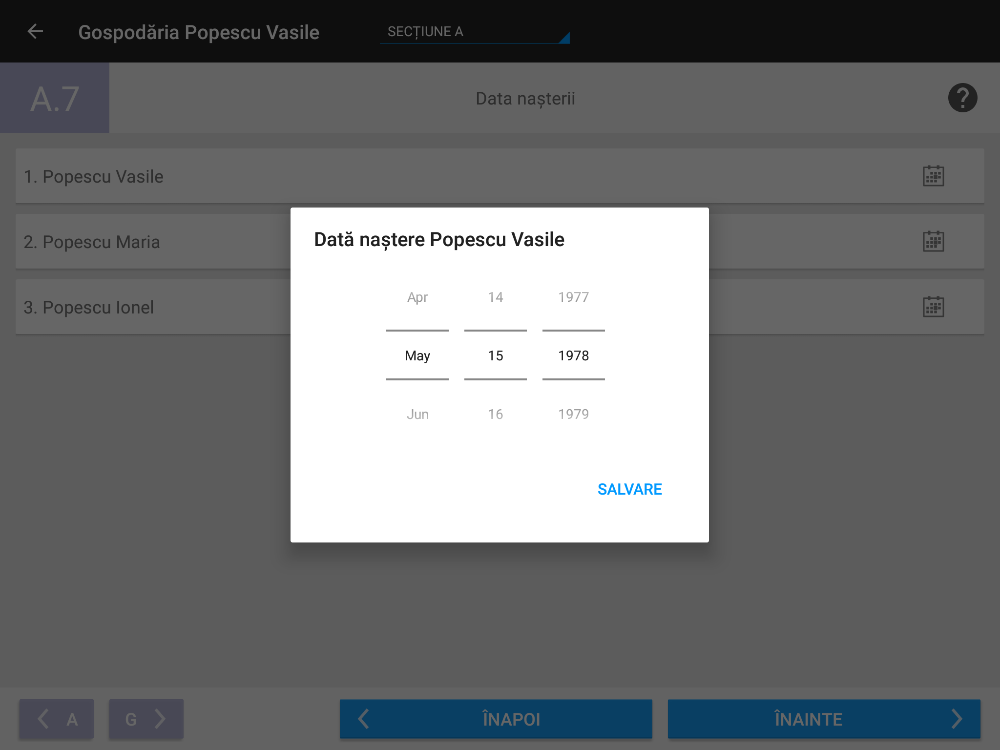 Gospodăria Popescu Vasile
SECȚIUNE A
A.7
Data nașterii
?
1. Popescu Vasile
2. Popescu Maria
3. Popescu Ionel
Dată naștere Popescu Vasile
Apr 14 1977
May 15 1978
Jun 16 1979
SALVARE
A
G
ÎNAPOI
ÎNAINTE